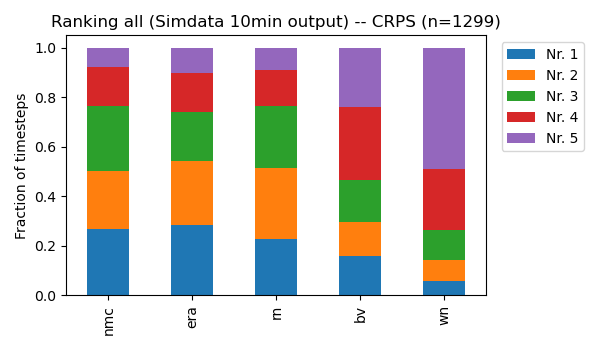 Ranking all (Simdata 10min output) -- CRPS (n=1299)
Fraction of timesteps
1.0
0.8
0.6
0.4
0.2
0.0
nmc
era
rn
bv
wn
Nr. 1
Nr. 2
Nr. 3
Nr. 4
Nr. 5